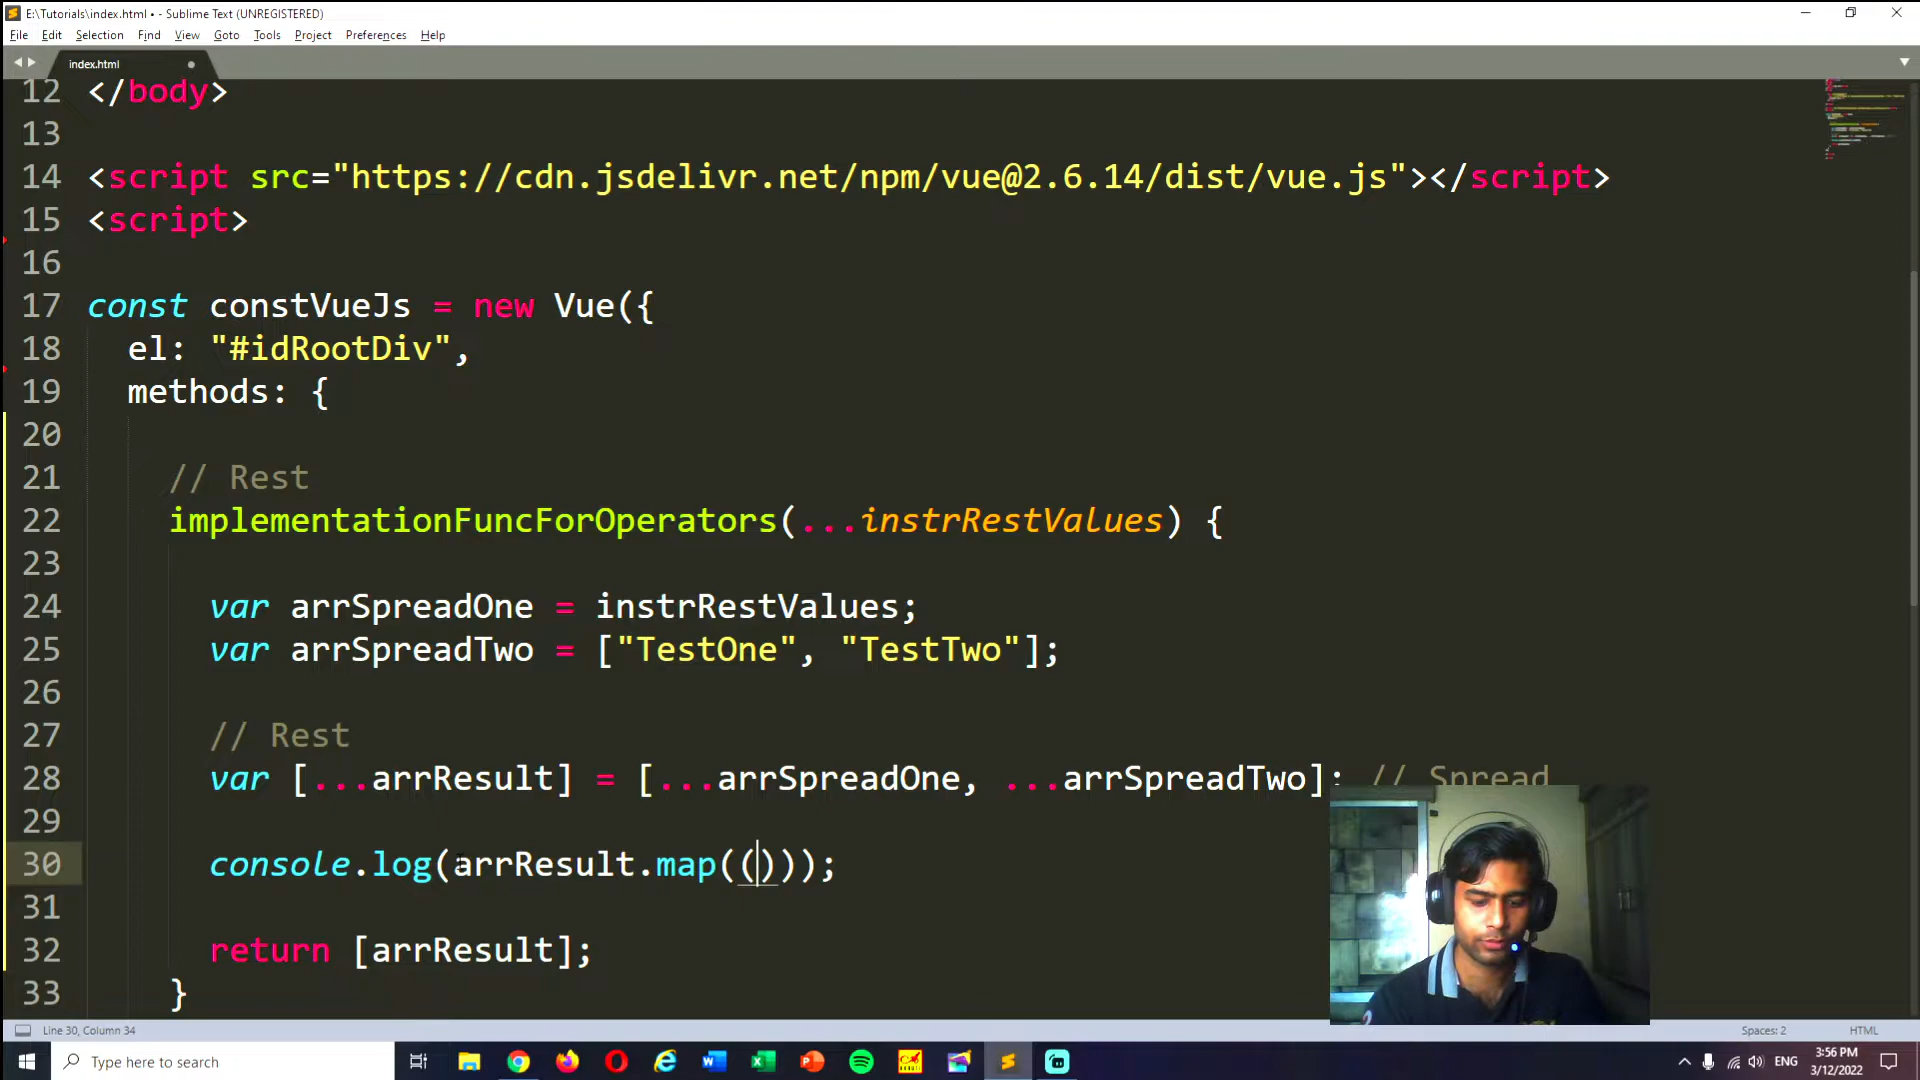 E:\Tutorials\index.html • - Sublime Text (UNREGISTERED)
File Edit Selection Find View Goto Tools Project Preferences Help
index.html
12 </body>
13
14 <script src="https://cdn.jsdelivr.net/npm/vue@2.6.14/dist/vue.js"></script>
15 <script>
16
17 const constVueJs = new Vue({
18 el: "#idRootDiv",
19 methods: {
20
21 // Rest
22 implementationFuncForOperators(...instrRestValues) {
23
24 var arrSpreadOne = instrRestValues;
25 var arrSpreadTwo = ["TestOne", "TestTwo"];
26
27 // Rest
28 var [...arrResult] = [...arrSpreadOne, ...arrSpreadTwo]; // Spread
29
30 console.log(arrResult.map(()));
31
32 return [arrResult];
33 }
Line 30, Column 34 Spaces: 2 HTML
Type here to search
ENG
3:56 PM
3/12/2022